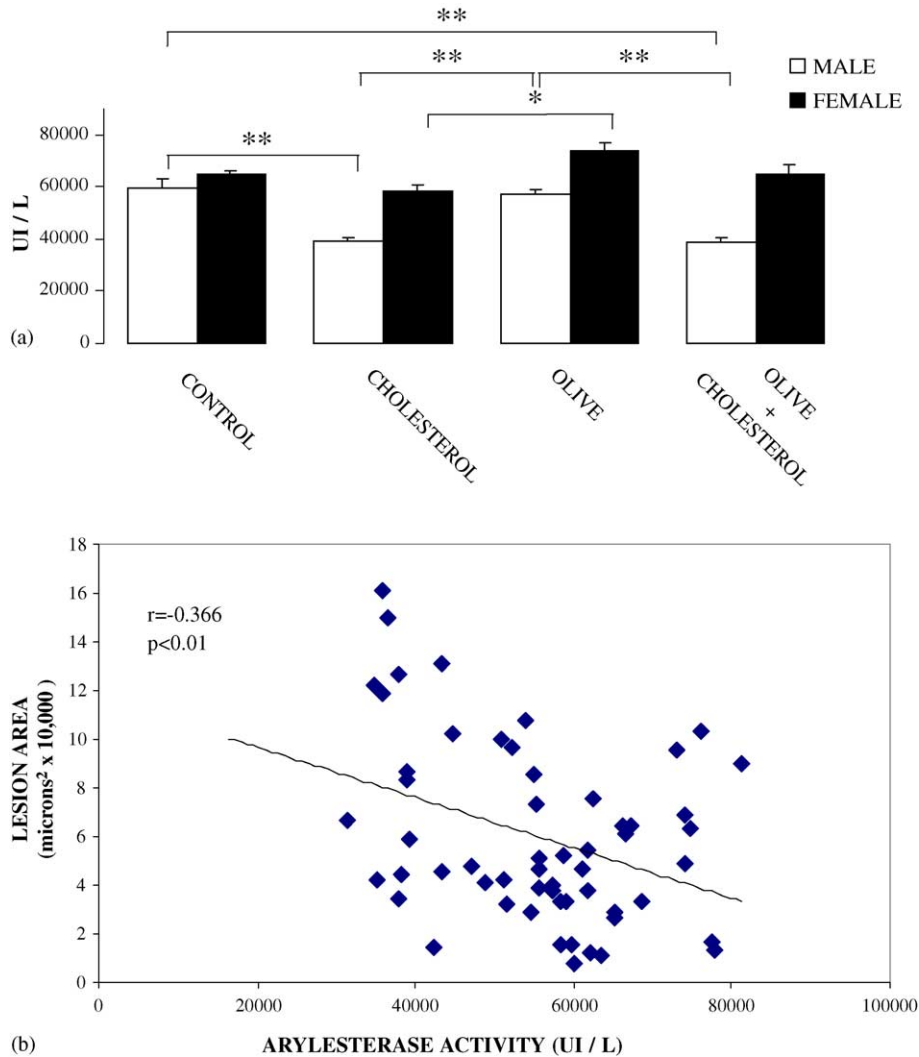 **
**
**
MALE
*
FEMALE
80000
**
60000
40000
20000
0
UI / L
(a)
CONTROL
CHOLESTEROL
OLIVE
OLIVE
+
CHOLESTEROL
18
16
14
12
10
8
6
4
2
0
r=-0.366
p<0.01
LESION AREA
(microns² x 10,000 )
0
20000
40000
60000
80000
100000
(b)
ARYLESTERASE ACTIVITY (UI / L)